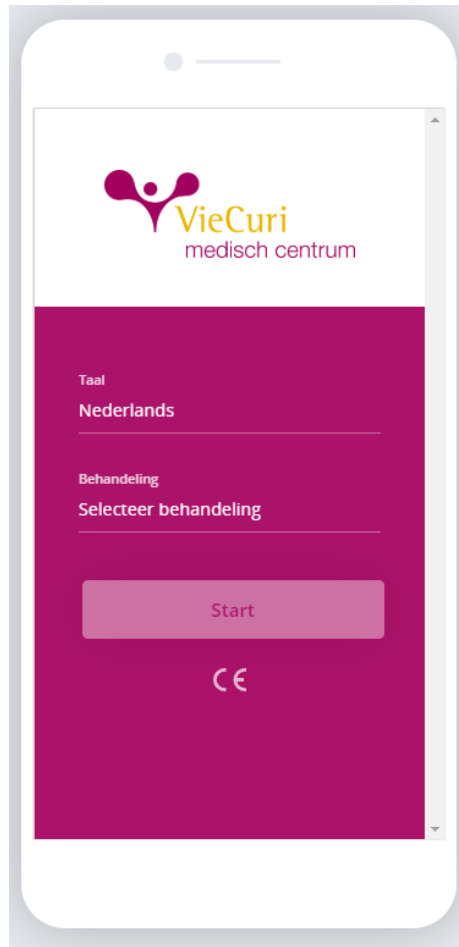 VieCuri
medisch centrum
Taal
Nederlands
Behandeling
Selecteer behandeling
Start
CE